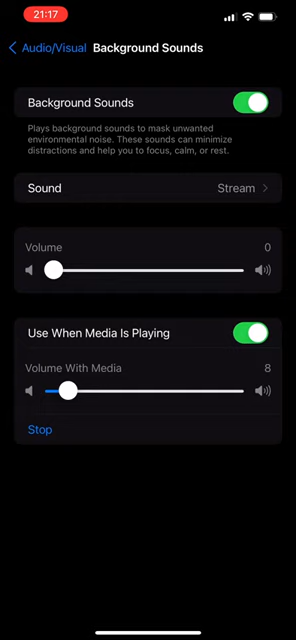 21:17
Audio/Visual Background Sounds
Background Sounds
Plays background sounds to mask unwanted
environmental noise. These sounds can minimize
distractions and help you to focus, calm, or rest.
Sound Stream
Volume 0
Use When Media Is Playing
Volume With Media 8
Stop